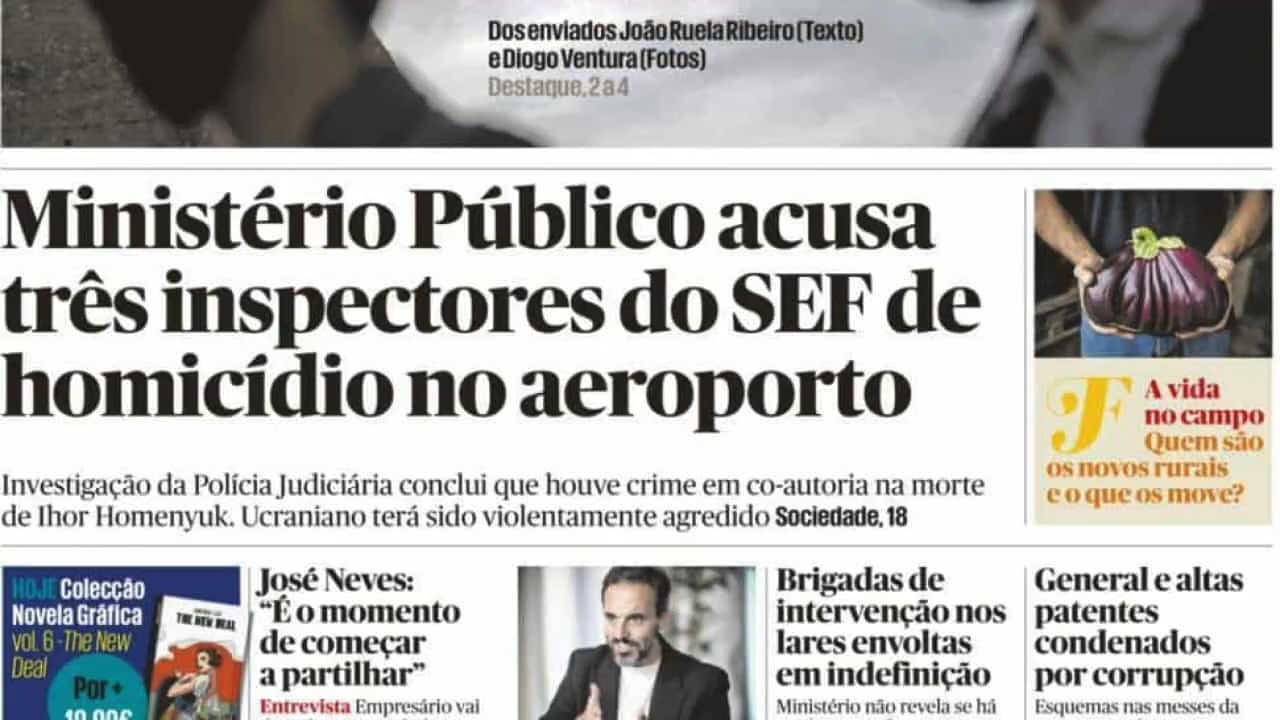 Dos enviados João Ruela Ribeiro (Texto)
e Diogo Ventura (Fotos)
Destaque, 2 a 4
Ministério Público acusa
três inspectores do SEF de
homicídio no aeroporto
Investigação da Polícia Judiciária conclui que houve crime em co-autoria na morte
de Ihor Homenyuk. Ucraniano terá sido violentamente agredido Sociedade, 18
F
A vida
no campo
Quem são
os novos rurais
e o que os move?
HOJE Colecção
Novela Gráfica
vol. 6 - The New
Deal
Por +
THE NEW DEAL
José Neves:
“É o momento
de começar
a partilhar”
Entrevista Empresário vai
Brigadas de
intervenção nos
lares envoltas
em indefinição
Ministério não revela se há
General e altas
patentes
condenados
por corrupção
Esquemas nas messes da